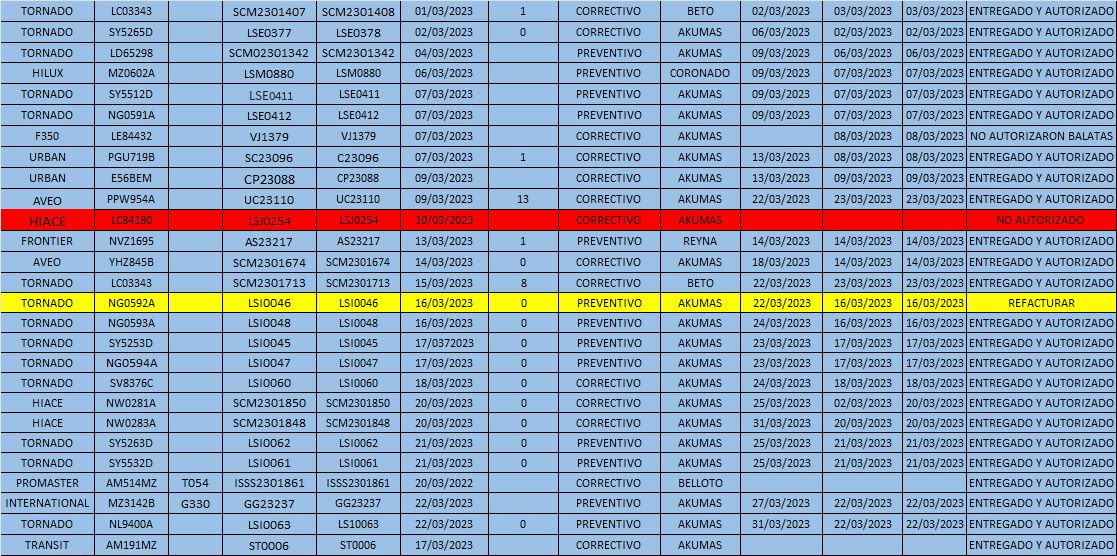 TORNADO LC03343 SCM2301407 SCM2301408 01/03/2023 1 CORRECTIVO BETO 02/03/2023 03/03/2023 03/03/2023 ENTREGADO Y AUTORIZADO
TORNADO SY5265D LSE0377 LSE0378 02/03/2023 0 CORRECTIVO AKUMAS 06/03/2023 02/03/2023 02/03/2023 ENTREGADO Y AUTORIZADO
TORNADO LD65298 SCM02301342 SCM2301342 04/03/2023 PREVENTIVO AKUMAS 09/03/2023 06/03/2023 06/03/2023 ENTREGADO Y AUTORIZADO
HILUX MZ0602A LSM0880 LSM0880 06/03/2023 PREVENTIVO CORONADO 09/03/2023 07/03/2023 07/03/2023 ENTREGADO Y AUTORIZADO
TORNADO SY5512D LSE0411 LSE0411 07/03/2023 PREVENTIVO AKUMAS 09/03/2023 07/03/2023 07/03/2023 ENTREGADO Y AUTORIZADO
TORNADO NG0591A LSE0412 LSE0412 07/03/2023 PREVENTIVO AKUMAS 09/03/2023 07/03/2023 07/03/2023 ENTREGADO Y AUTORIZADO
F350 LE84432 VJ1379 VJ1379 07/03/2023 CORRECTIVO AKUMAS 08/03/2023 08/03/2023 NO AUTORIZARON BALATAS
URBAN PGU719B SC23096 C23096 07/03/2023 1 CORRECTIVO AKUMAS 13/03/2023 08/03/2023 08/03/2023 ENTREGADO Y AUTORIZADO
URBAN E56BEM CP23088 CP23088 09/03/2023 CORRECTIVO AKUMAS 13/03/2023 09/03/2023 09/03/2023 ENTREGADO Y AUTORIZADO
AVEO PPW954A UC23110 UC23110 09/03/2023 13 CORRECTIVO AKUMAS 22/03/2023 23/03/2023 23/03/2023 ENTREGADO Y AUTORIZADO
HIACE LC84180 LSJ0254 LSJ0254 10/03/2023 CORRECTIVO AKUMAS NO AUTORIZADO
FRONTIER NVZ1695 AS23217 AS23217 13/03/2023 1 PREVENTIVO REYNA 14/03/2023 14/03/2023 14/03/2023 ENTREGADO Y AUTORIZADO
AVEO YHZ845B SCM2301674 SCM2301674 14/03/2023 0 CORRECTIVO AKUMAS 18/03/2023 14/03/2023 14/03/2023 ENTREGADO Y AUTORIZADO
TORNADO LC03343 SCM2301713 SCM2301713 15/03/2023 8 CORRECTIVO BETO 22/03/2023 23/03/2023 23/03/2023 ENTREGADO Y AUTORIZADO
TORNADO NG0592A LSI0046 LSI0046 16/03/2023 0 PREVENTIVO AKUMAS 22/03/2023 16/03/2023 16/03/2023 REFACTURAR
TORNADO NG0593A LSI0048 LSI0048 16/03/2023 0 PREVENTIVO AKUMAS 24/03/2023 16/03/2023 16/03/2023 ENTREGADO Y AUTORIZADO
TORNADO SY5253D LSI0045 LSI0045 17/0372023 0 PREVENTIVO AKUMAS 23/03/2023 17/03/2023 17/03/2023 ENTREGADO Y AUTORIZADO
TORNADO NG0594A LSI0047 LSI0047 17/03/2023 0 PREVENTIVO AKUMAS 23/03/2023 17/03/2023 17/03/2023 ENTREGADO Y AUTORIZADO
TORNADO SV8376C LSI0060 LSI0060 18/03/2023 0 CORRECTIVO AKUMAS 24/03/2023 18/03/2023 18/03/2023 ENTREGADO Y AUTORIZADO
HIACE NW0281A SCM2301850 SCM2301850 20/03/2023 0 CORRECTIVO AKUMAS 25/03/2023 02/03/2023 20/03/2023 ENTREGADO Y AUTORIZADO
HIACE NW0283A SCM2301848 SCM2301848 20/03/2023 0 CORRECTIVO AKUMAS 31/03/2023 20/03/2023 20/03/2023 ENTREGADO Y AUTORIZADO
TORNADO SY5263D LSI0062 LSI0062 21/03/2023 0 PREVENTIVO AKUMAS 25/03/2023 21/03/2023 21/03/2023 ENTREGADO Y AUTORIZADO
TORNADO SY5532D LSI0061 LSI0061 21/03/2023 0 PREVENTIVO AKUMAS 25/03/2023 21/03/2023 21/03/2023 ENTREGADO Y AUTORIZADO
PROMASTER AM514MZ T054 ISSS2301861 ISSS2301861 20/03/2022 CORRECTIVO BELLOTO ENTREGADO Y AUTORIZADO
INTERNATIONAL MZ3142B G330 GG23237 GG23237 22/03/2023 PREVENTIVO AKUMAS 27/03/2023 22/03/2023 22/03/2023 ENTREGADO Y AUTORIZADO
TORNADO NL9400A LSI0063 LS10063 22/03/2023 0 PREVENTIVO AKUMAS 31/03/2023 22/03/2023 22/03/2023 ENTREGADO Y AUTORIZADO
TRANSIT AM191MZ ST0006 ST0006 17/03/2023 CORRECTIVO AKUMAS ENTREGADO Y AUTORIZADO